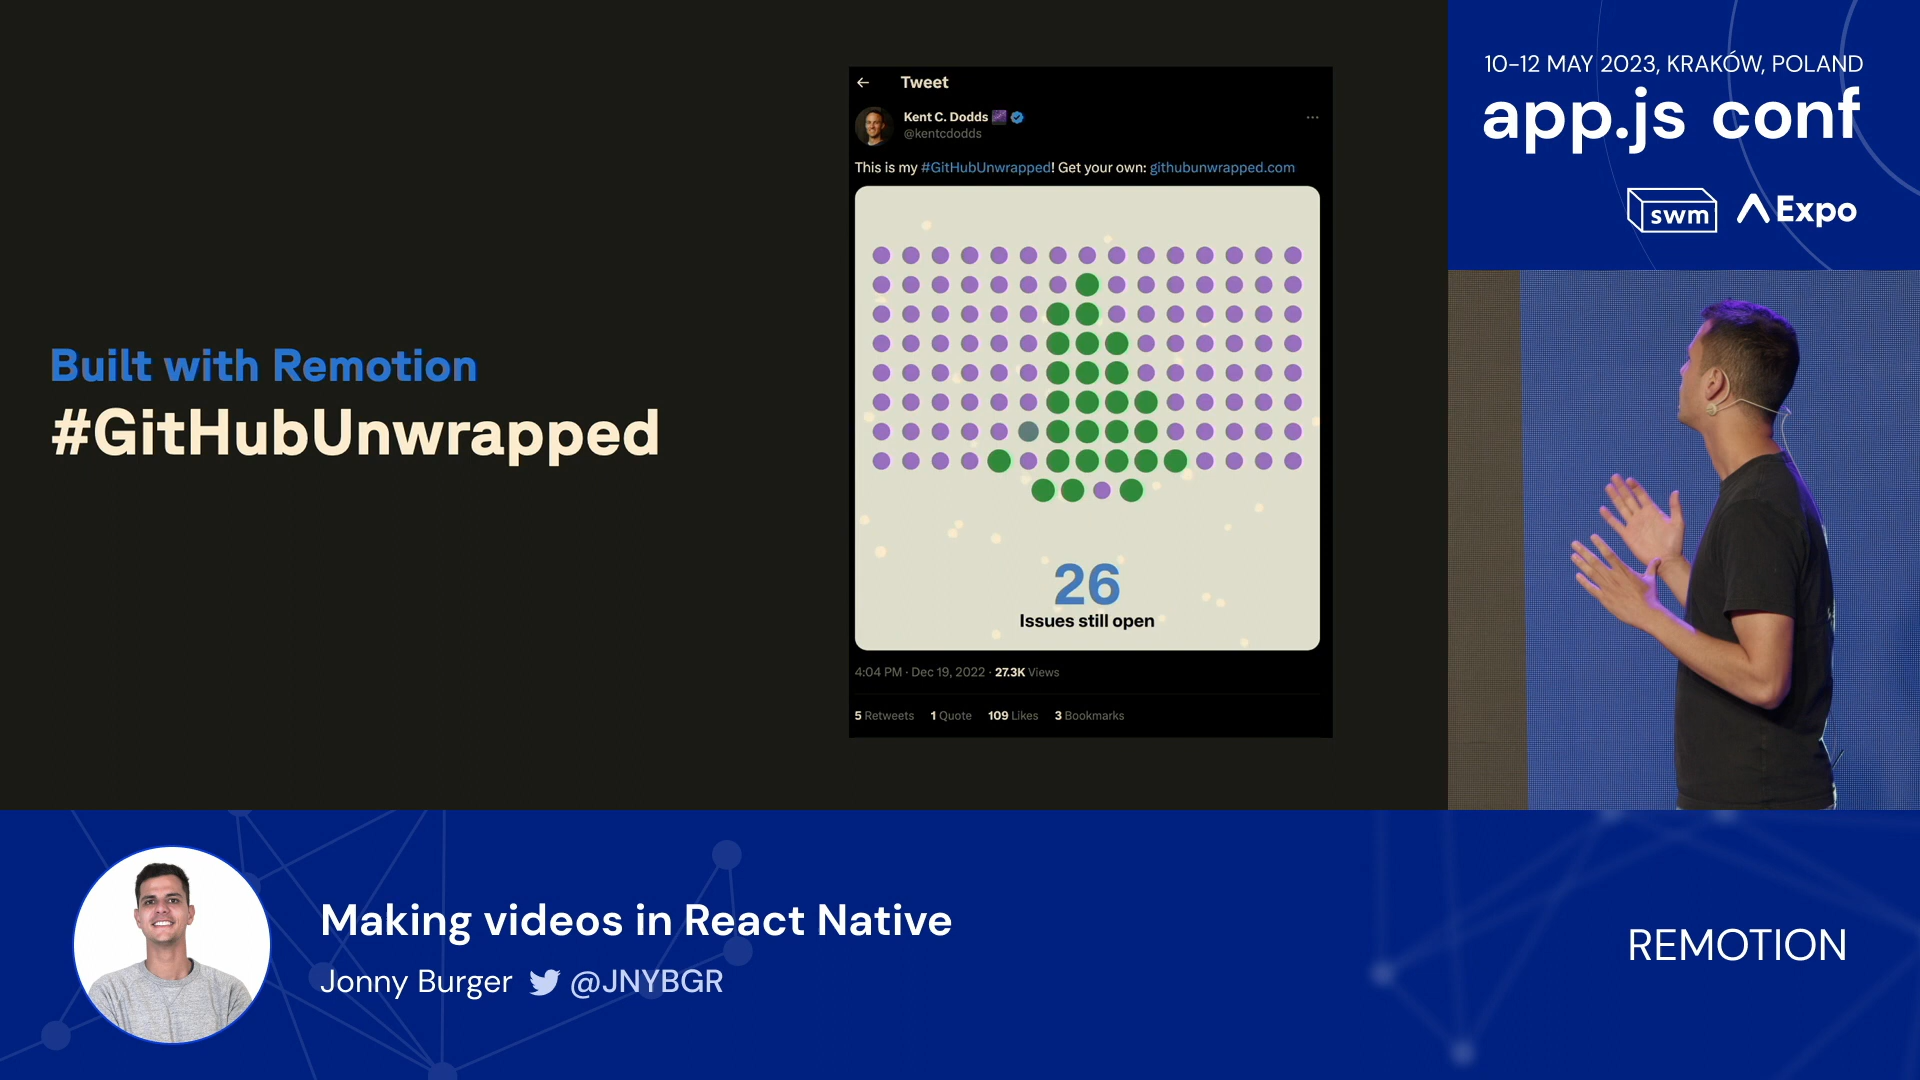 Built with Remotion
#GitHubUnwrapped
Tweet
Kent C. Dodds
@kentcdodds
This is my #GitHubUnwrapped! Get your own: githubunwrapped.com
26
Issues still open
4:04 PM · Dec 19, 2022 · 27.3K Views
5 Retweets 1 Quote 109 Likes 3 Bookmarks
10–12 MAY 2023, KRAKÓW, POLAND
app.js conf
swm Expo
Making videos in React Native
Jonny Burger @JNYBGR
REMOTION